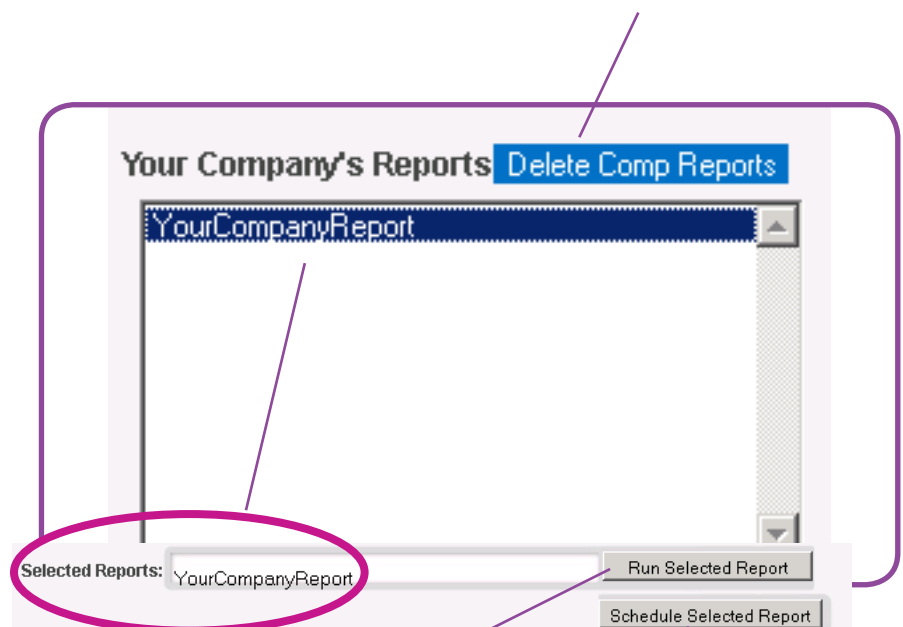 Your Company's Reports Delete Comp Reports
YourCompanyReport
Selected Reports: YourCompanyReport Run Selected Report
Schedule Selected Report